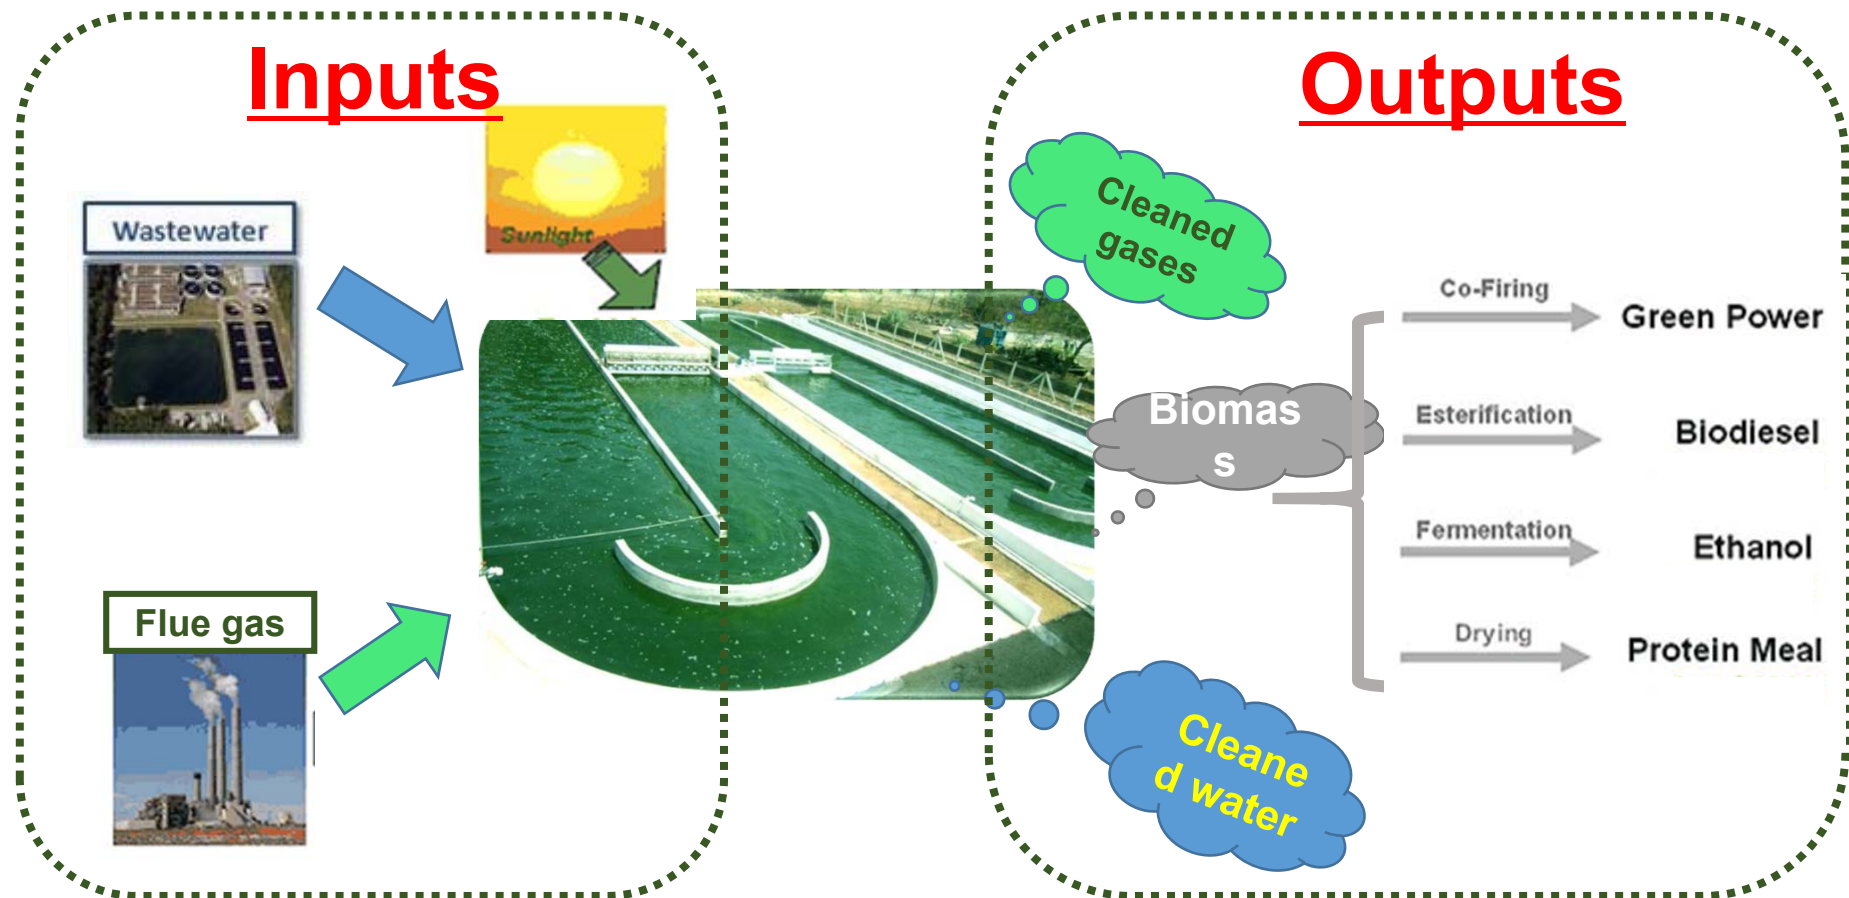 Inputs
Outputs
Sunlight
Wastewater
Flue gas
Cleaned
gases
Biomas
s
Cleane
d water
Co-Firing
Green Power
Esterification
Biodiesel
Fermentation
Ethanol
Drying
Protein Meal